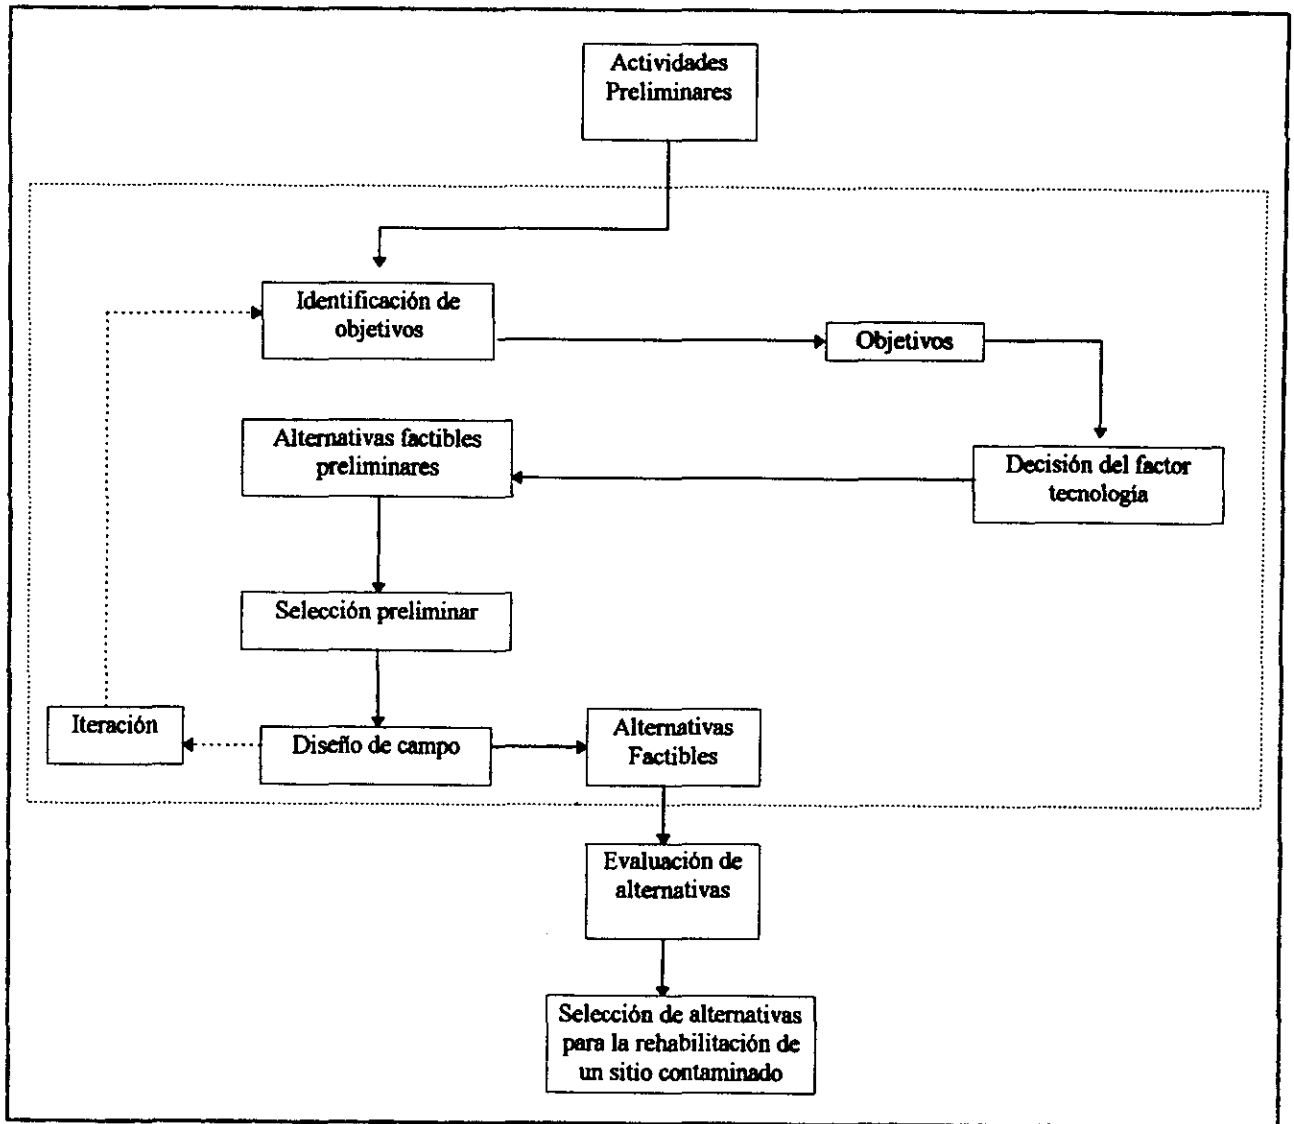 Actividades
Preliminares
Identificación de
objetivos
Objetivos
Alternativas factibles
preliminares
Decisión del factor
tecnología
Selección preliminar
Iteración
Diseño de campo
Alternativas
Factibles
Evaluación de
alternativas
Selección de alternativas
para la rehabilitación de
un sitio contaminado